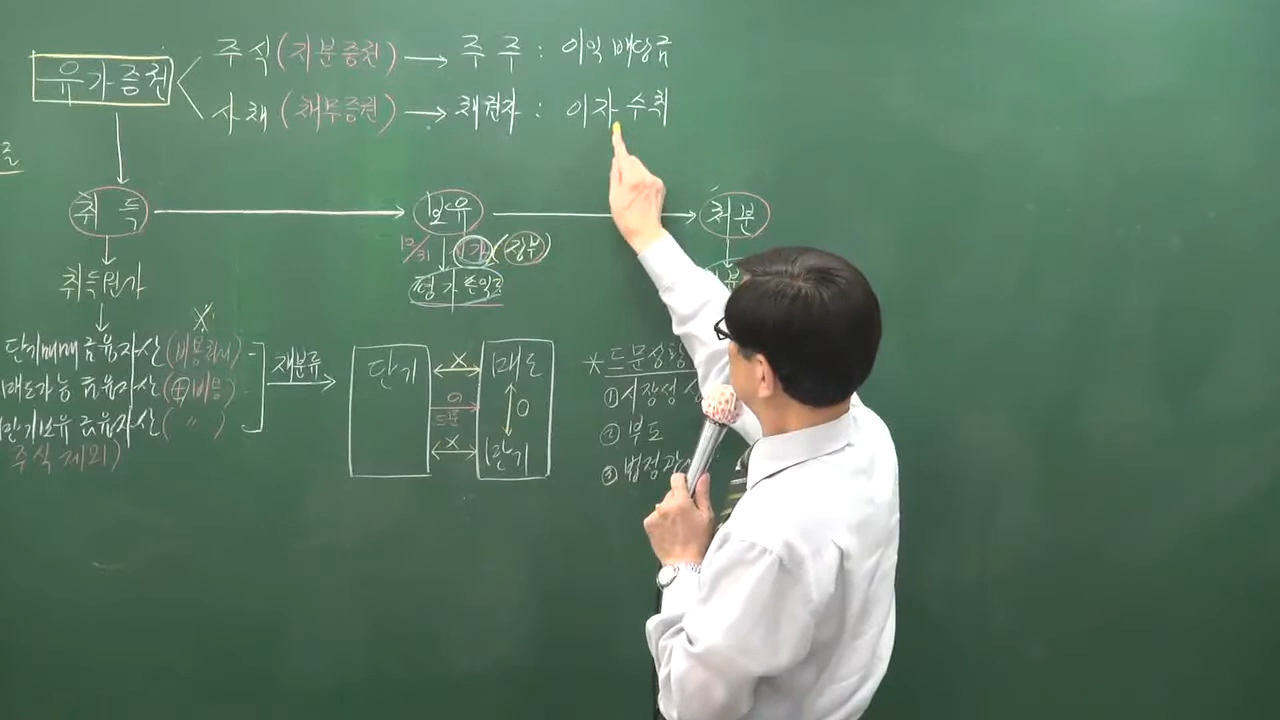 유가증권
주식 (지분증권) → 주주 : 이익배당금
사채 (채무증권) → 채권자 : 이자수취
취득 → 보유 → 처분
12/31
(장부)
취득원가
평가
단기매매금융자산 (비용처리)
매도가능금융자산 (⊕비용)
만기보유금융자산 ( 〃 )
주식제외)
재분류
단기 X 매도
O
드문
O
X 만기
* 드문상황
① 시장성 상
② 부도
③ 법정관